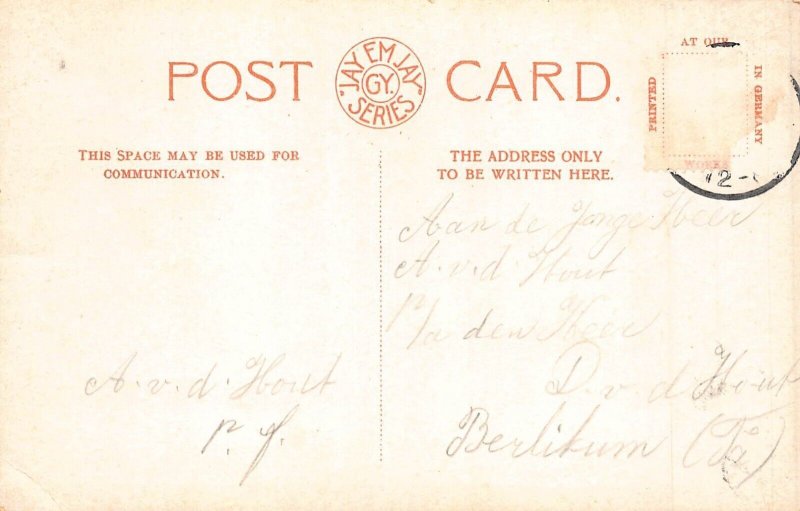 POST CARD.
"JAY EM JAY"
GY.
SERIES
THIS SPACE MAY BE USED FOR
COMMUNICATION.
THE ADDRESS ONLY
TO BE WRITTEN HERE.
PRINTED
AT OUR
WORKS
IN GERMANY
A. v. d. Hout
p. f.
Aan de Jonge Heer
A. v. d. Hout
p/a den Heer
D. v. d. Hout
Berlikum